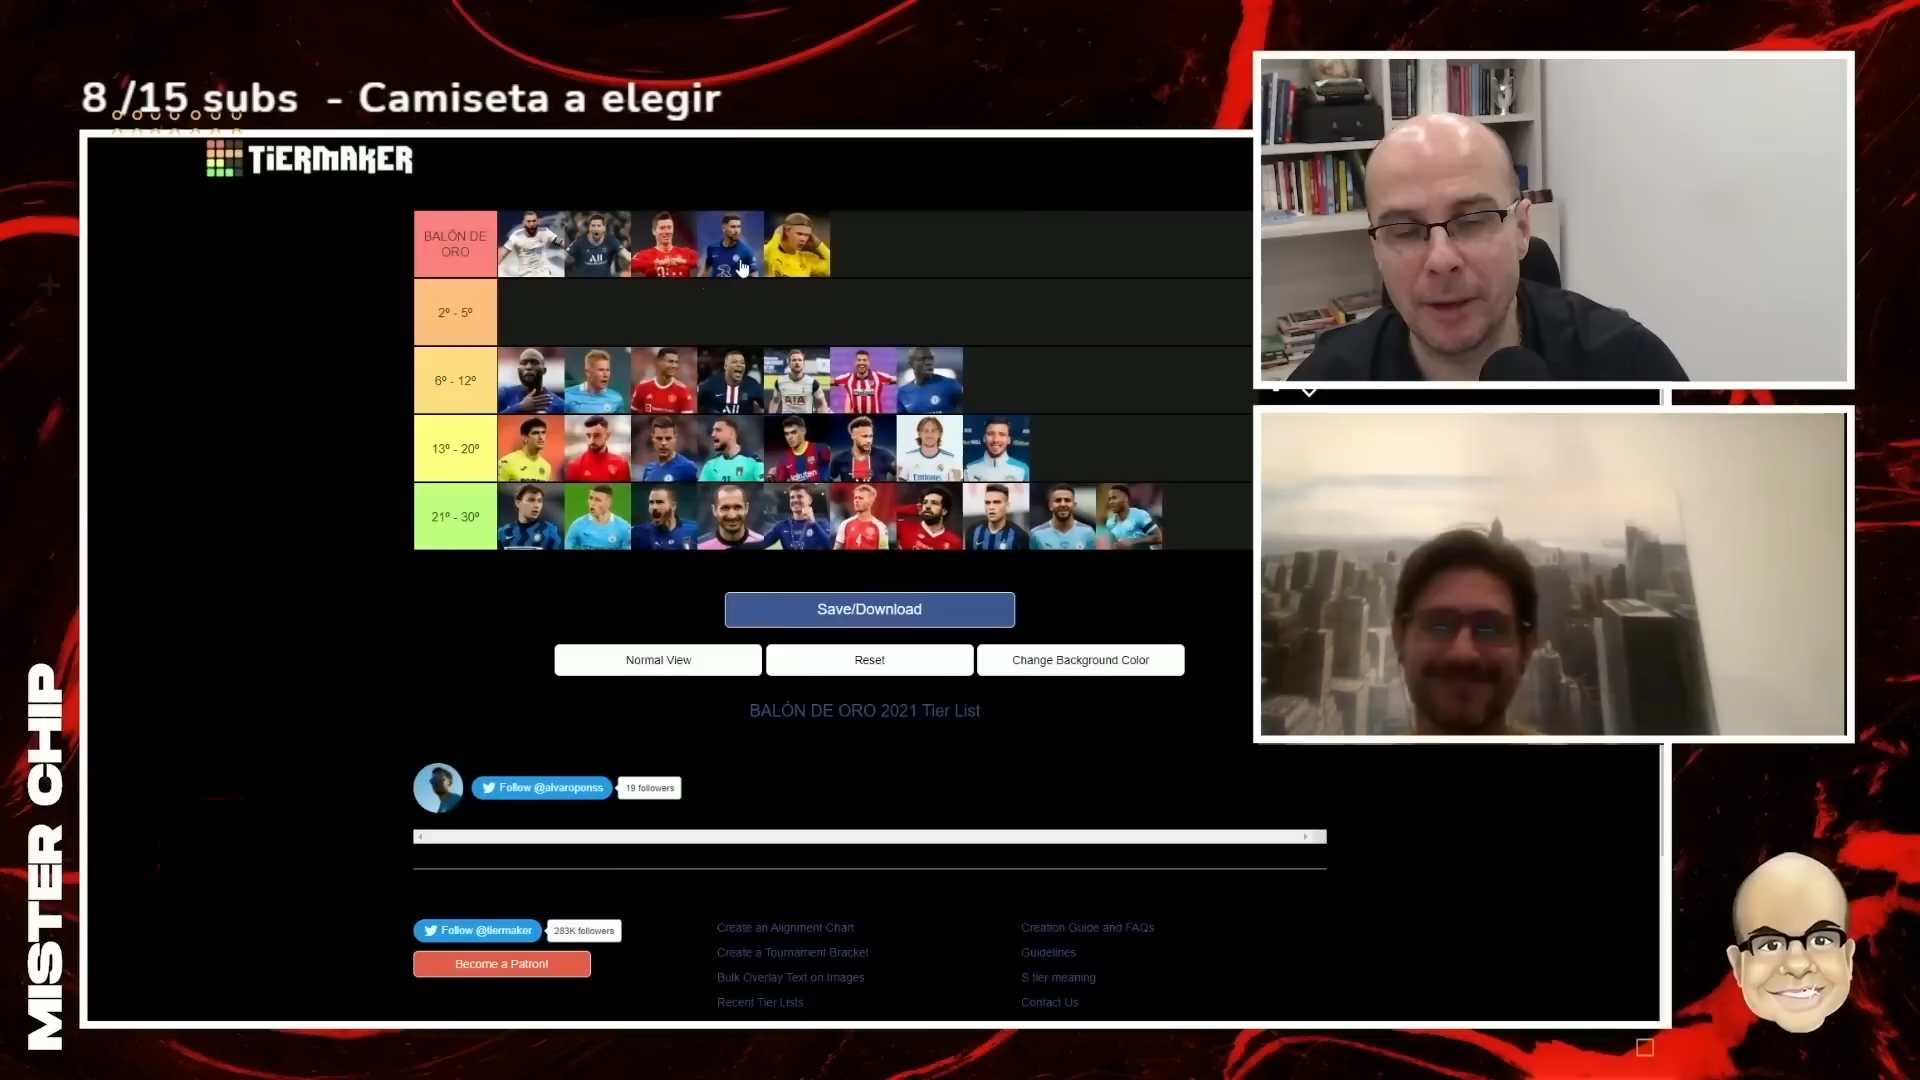 8 /15 subs - Camiseta a elegir
TiERMAKER
BALÓN DE
ORO
2º - 5º
6º - 12º
13º - 20º
21º - 30º
Save/Download
Normal View
Reset
Change Background Color
BALÓN DE ORO 2021 Tier List
Follow @alvaroponss
19 followers
Follow @tiermaker
283K followers
Become a Patron!
Create an Alignment Chart
Create a Tournament Bracket
Bulk Overlay Text on Images
Recent Tier Lists
Creation Guide and FAQs
Guidelines
S tier meaning
Contact Us
MISTER CHIP